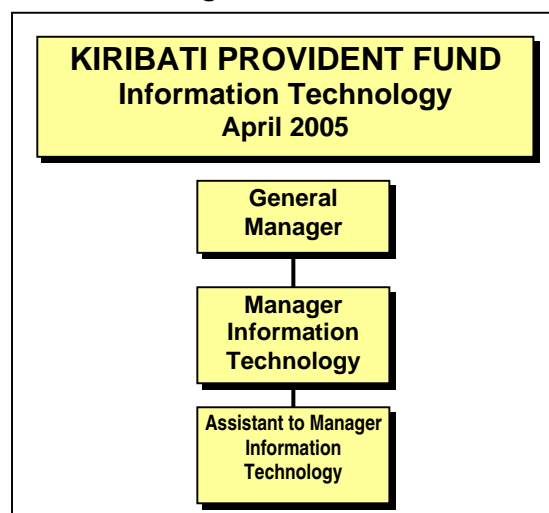 KIRIBATI PROVIDENT FUND
Information Technology
April 2005
General
Manager
Manager
Information
Technology
Assistant to Manager
Information
Technology